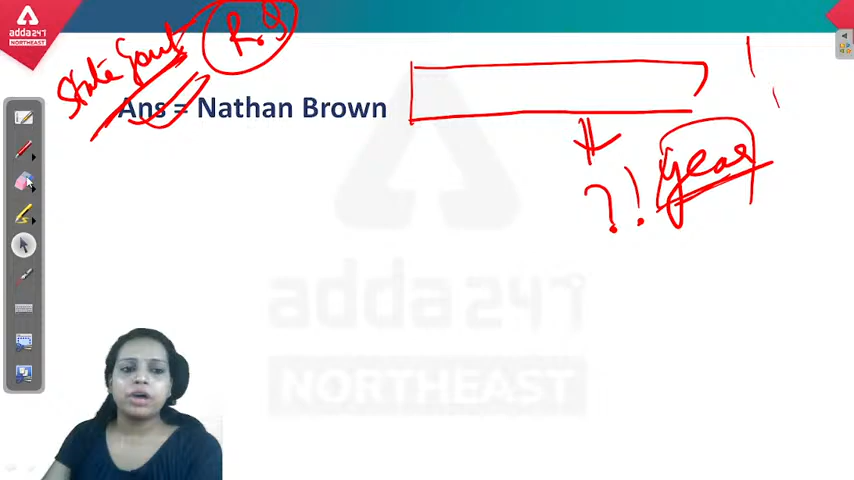 adda247
NORTHEAST
State Govt
R.S
Ans = Nathan Brown
?! Year
adda247
NORTHEAST